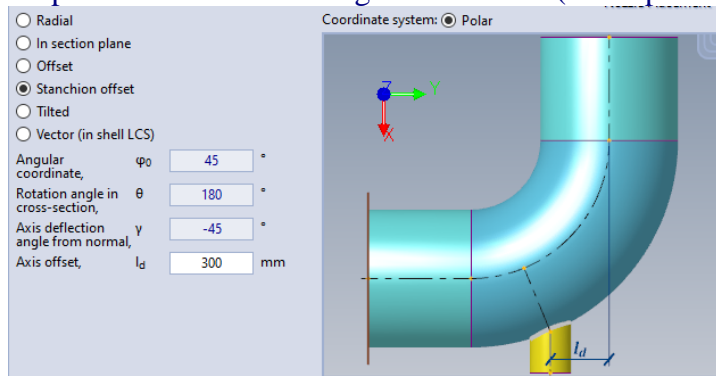 Radial
Coordinate system: Polar
In section plane
Offset
Stanchion offset
Tilted
Vector (in shell LCS)
Angular coordinate, φ0 45 °
Rotation angle in cross-section, θ 180 °
Axis deflection angle from normal, γ -45 °
Axis offset, ld 300 mm
Z
Y
X
ld